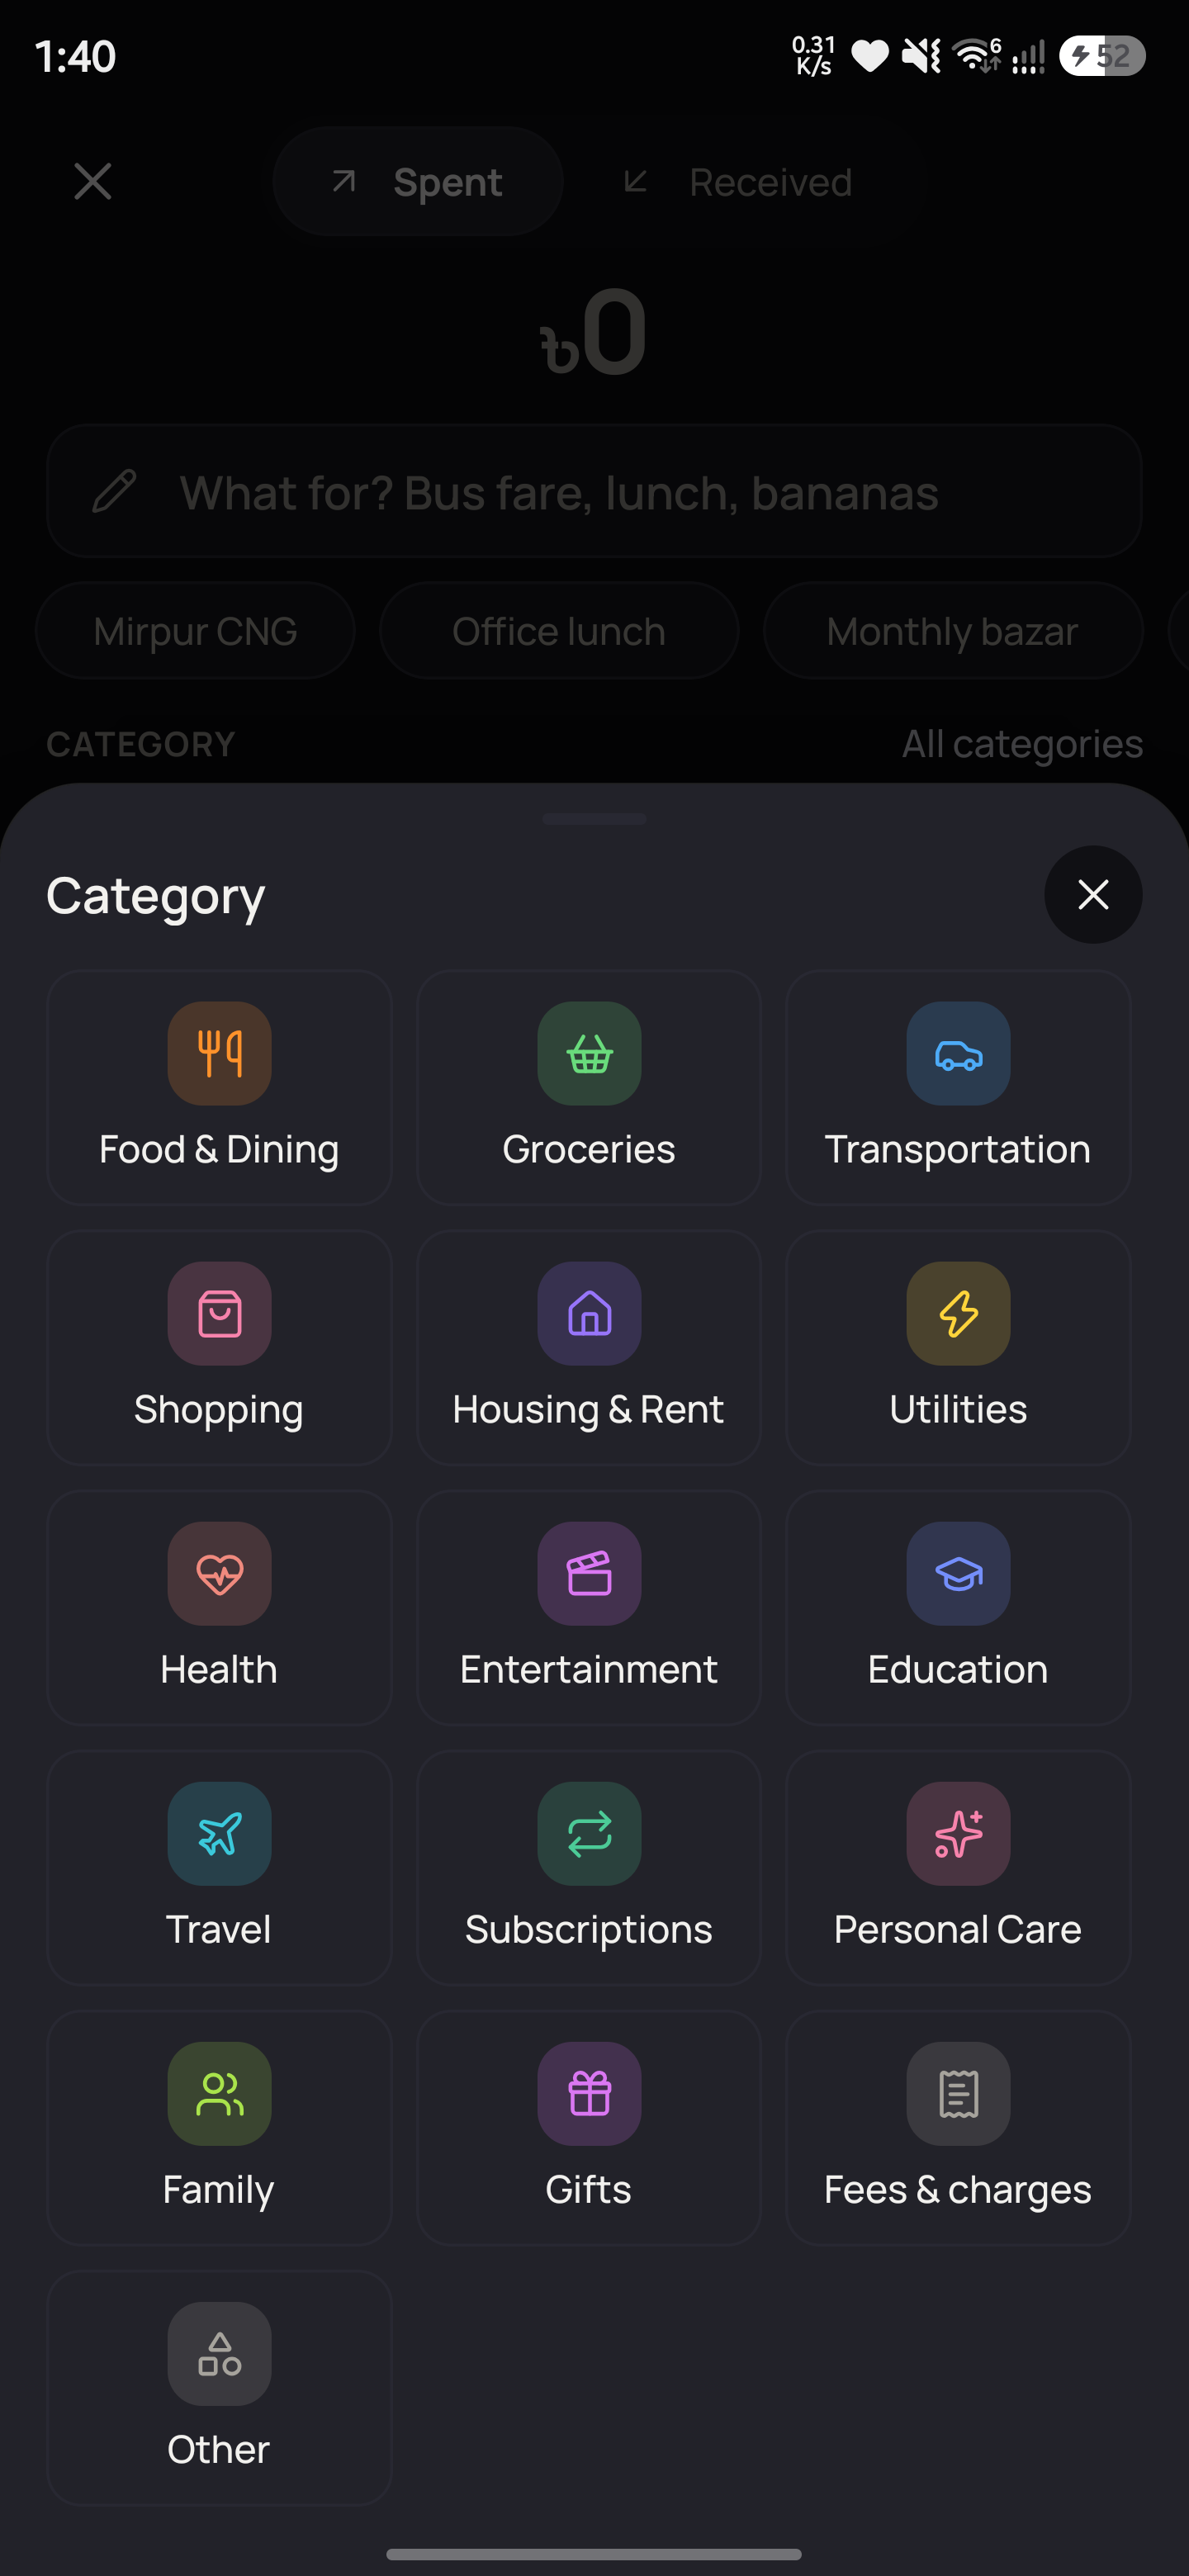 1:40
0.31
K/s
6
52
Spent
Received
৳0
What for? Bus fare, lunch, bananas
Mirpur CNG
Office lunch
Monthly bazar
CATEGORY
All categories
Category
Food & Dining
Groceries
Transportation
Shopping
Housing & Rent
Utilities
Health
Entertainment
Education
Travel
Subscriptions
Personal Care
Family
Gifts
Fees & charges
Other